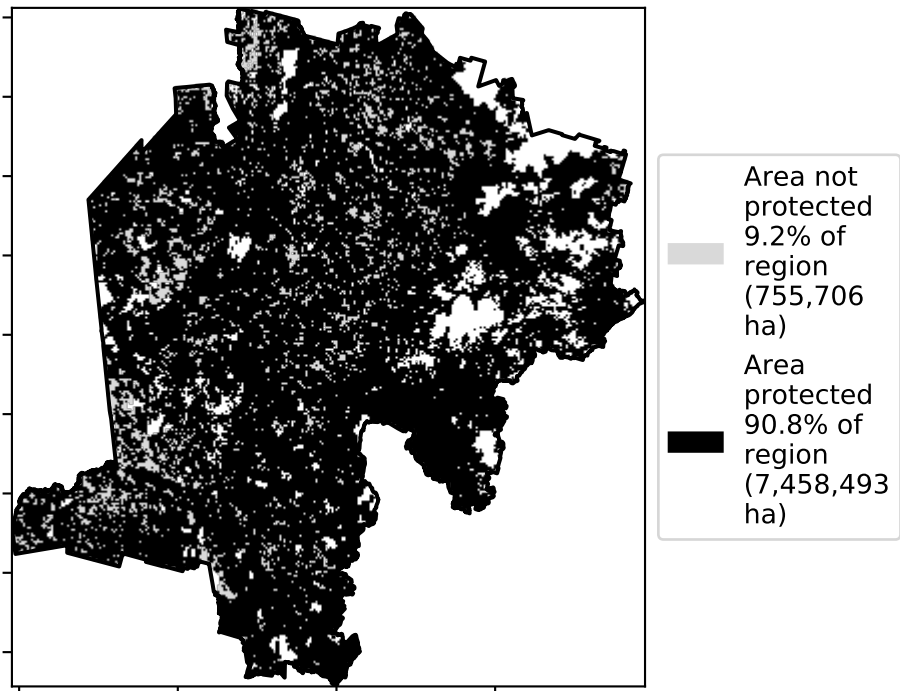 Area not
protected
9.2% of
region
(755,706
ha)
Area
protected
90.8% of
region
(7,458,493
ha)